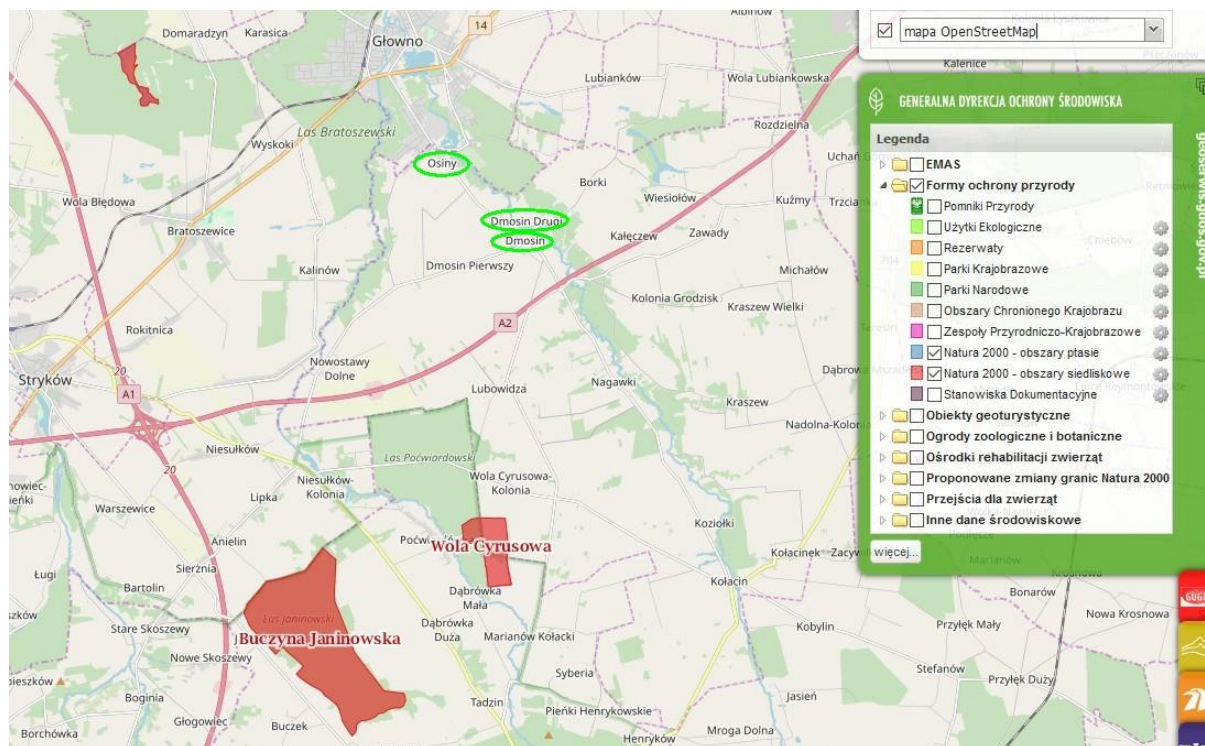 Domaradzyn
Karasica
14
Głowno
Albinów
mapa OpenStreetMap
Kalenice
Lubianków
Wola Lubiankowska
GENERALNA DYREKCJA OCHRONY ŚRODOWISKA
geoserwis.gdos.gov.pl
Las Bratoszewski
Rozdzielna
Wyskoki
Legenda
EMAS
Formy ochrony przyrody
Pomniki Przyrody
Użytki Ekologiczne
Rezerwaty
Parki Krajobrazowe
Parki Narodowe
Obszary Chronionego Krajobrazu
Zespoły Przyrodniczo-Krajobrazowe
Natura 2000 - obszary ptasie
Natura 2000 - obszary siedliskowe
Stanowiska Dokumentacyjne
Obiekty geoturystyczne
Ogrody zoologiczne i botaniczne
Ośrodki rehabilitacji zwierząt
Proponowane zmiany granic Natura 2000
Przejścia dla zwierząt
Inne dane środowiskowe
więcej...
Osiny
Borki
Wola Błędowa
Wiesiołów
Kuźmy
Trzcianka
Bratoszewice
Dmosin Drugi
Dmosin
Kałęczew
Zawady
Kalinów
Dmosin Pierwszy
Michałów
Kolonia Grodzisk
Kraszew Wielki
Rokitnica
A2
20
Nowostawy
Dolne
Stryków
A1
Lubowidza
Nagawki
Kraszew
Nadolna-Kolonia
Niesułków
Las Poćwiardowski
20
Niesułków-
Kolonia
Wola Cyrusowa-
Kolonia
Lipka
Warszewice
Koziołki
Anielin
Wola Cyrusowa
Kołacinek
Sierżnia
Ługi
Bartolin
Dąbrówka
Mała
Kołacin
Bonarów
Nowa Krosnowa
Las Janinowski
Stare Skoszewy
Buczyna Janinowska
Dąbrówka
Duża
Marianów Kołacki
Kobylin
Przyłęk Mały
Nowe Skoszewy
Stefanów
Syberia
Przyłęk Duży
Boginia
Jasień
Tadzin
Pieńki Henrykowskie
Głogowiec
Buczek
Borchówka
Henryków
Mroga Dolna